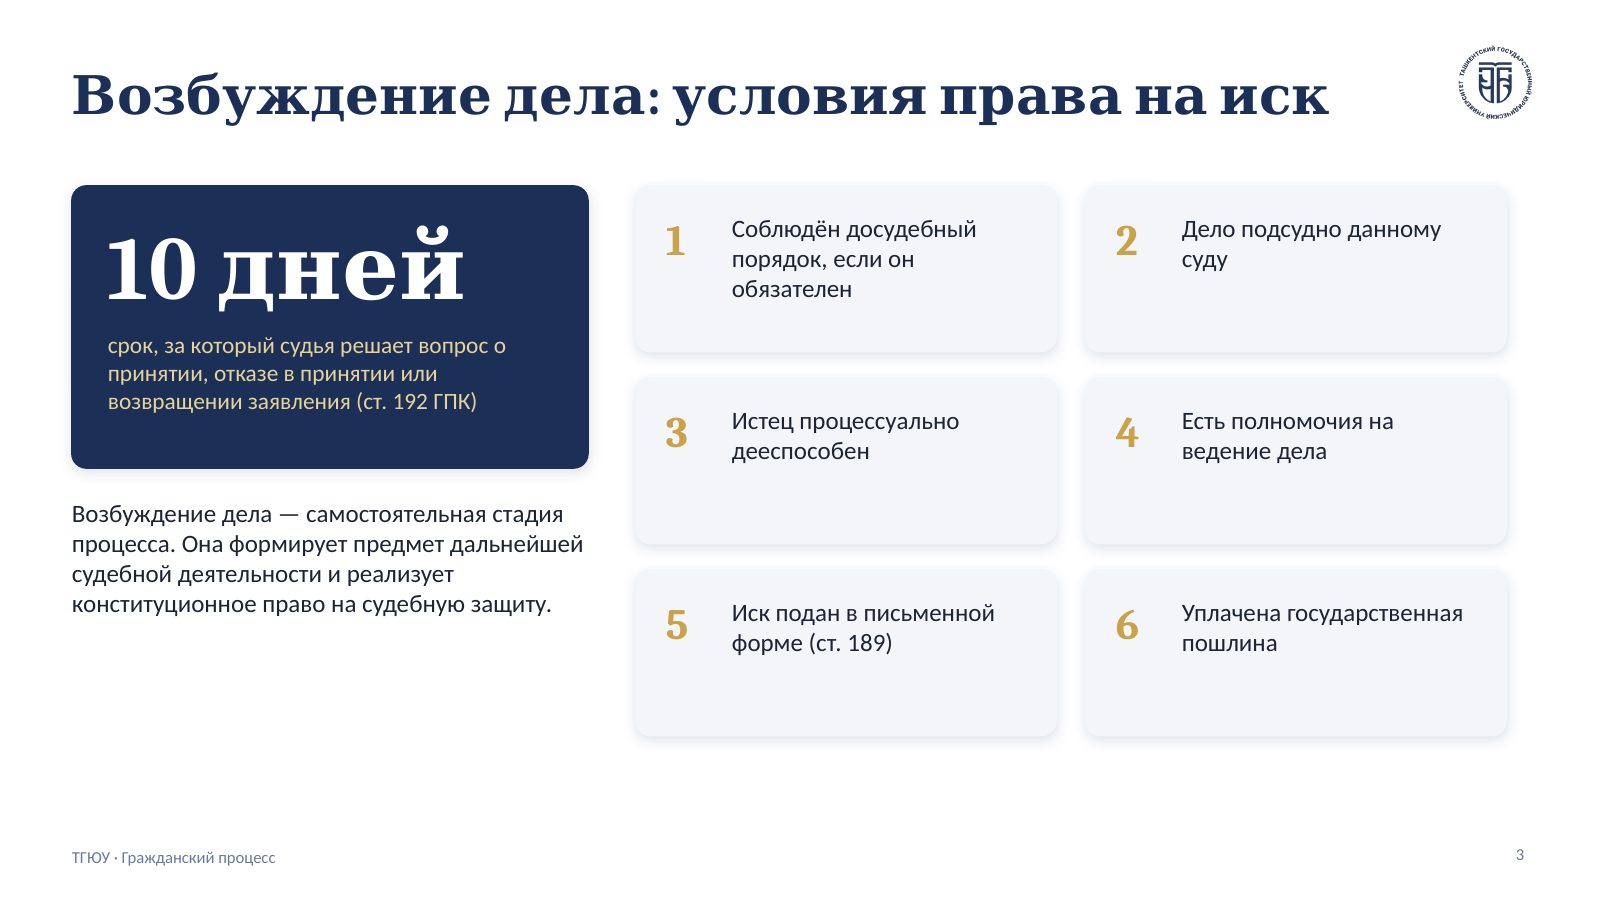 Возбуждение дела: условия права на иск
ТАШКЕНТСКИЙ ГОСУДАРСТВЕННЫЙ ЮРИДИЧЕСКИЙ УНИВЕРСИТЕТ
10 дней
срок, за который судья решает вопрос о
принятии, отказе в принятии или
возвращении заявления (ст. 192 ГПК)
Возбуждение дела — самостоятельная стадия
процесса. Она формирует предмет дальнейшей
судебной деятельности и реализует
конституционное право на судебную защиту.
1
Соблюдён досудебный
порядок, если он
обязателен
2
Дело подсудно данному
суду
3
Истец процессуально
дееспособен
4
Есть полномочия на
ведение дела
5
Иск подан в письменной
форме (ст. 189)
6
Уплачена государственная
пошлина
ТГЮУ · Гражданский процесс
3